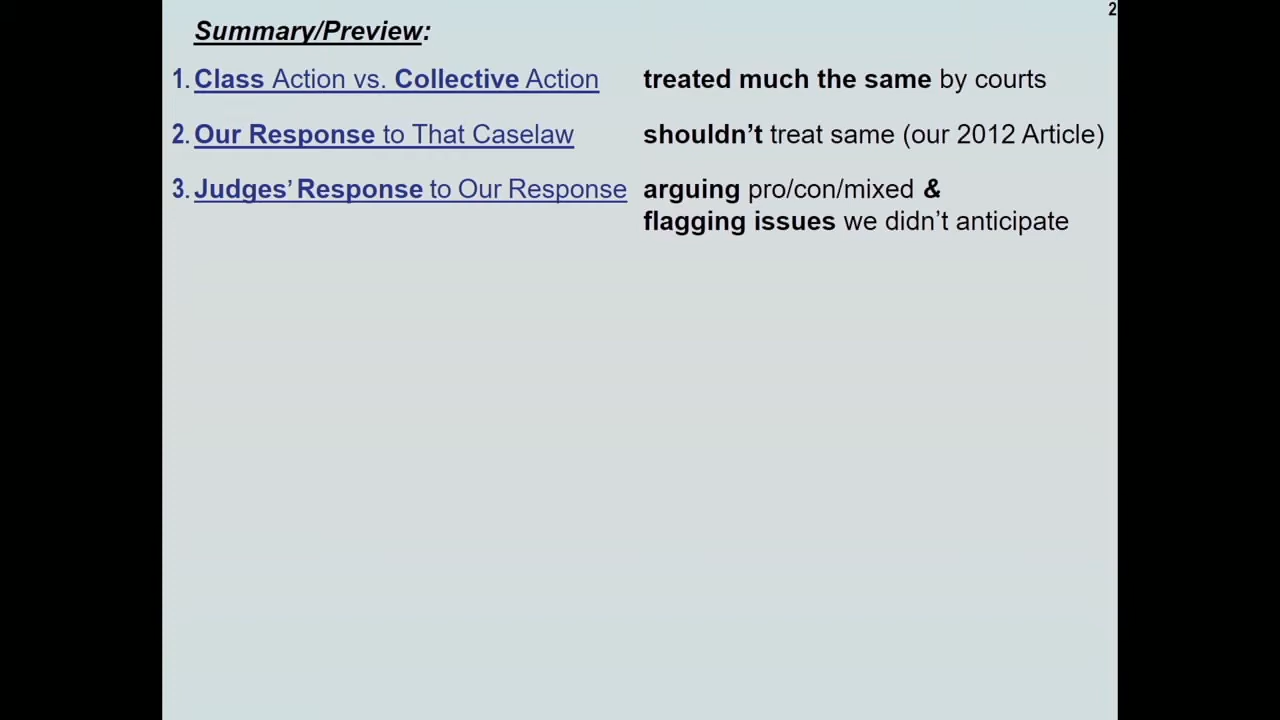 2
Summary/Preview:
1. Class Action vs. Collective Action treated much the same by courts
2. Our Response to That Caselaw shouldn’t treat same (our 2012 Article)
3. Judges’ Response to Our Response arguing pro/con/mixed &
flagging issues we didn’t anticipate